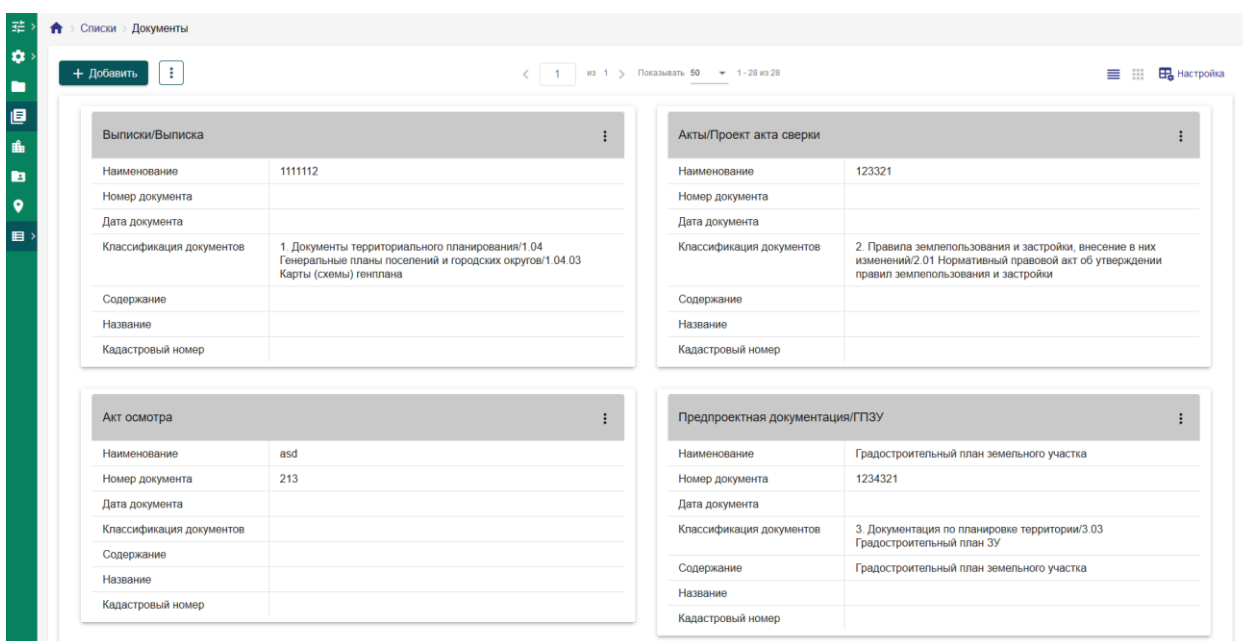 Списки
Документы
+ Добавить
1 из 1 Показывать 50 1 - 28 из 28
Настройка
Выписки/Выписка
Наименование 1111112
Номер документа
Дата документа
Классификация документов 1. Документы территориального планирования/1.04
Генеральные планы поселений и городских округов/1.04.03
Карты (схемы) генплана
Содержание
Название
Кадастровый номер
Акты/Проект акта сверки
Наименование 123321
Номер документа
Дата документа
Классификация документов 2. Правила землепользования и застройки, внесение в них
изменений/2.01 Нормативный правовой акт об утверждении
правил землепользования и застройки
Содержание
Название
Кадастровый номер
Акт осмотра
Наименование asd
Номер документа 213
Дата документа
Классификация документов
Содержание
Название
Кадастровый номер
Предпроектная документация/ГПЗУ
Наименование Градостроительный план земельного участка
Номер документа 1234321
Дата документа
Классификация документов 3. Документация по планировке территории/3.03
Градостроительный план ЗУ
Содержание Градостроительный план земельного участка
Название
Кадастровый номер